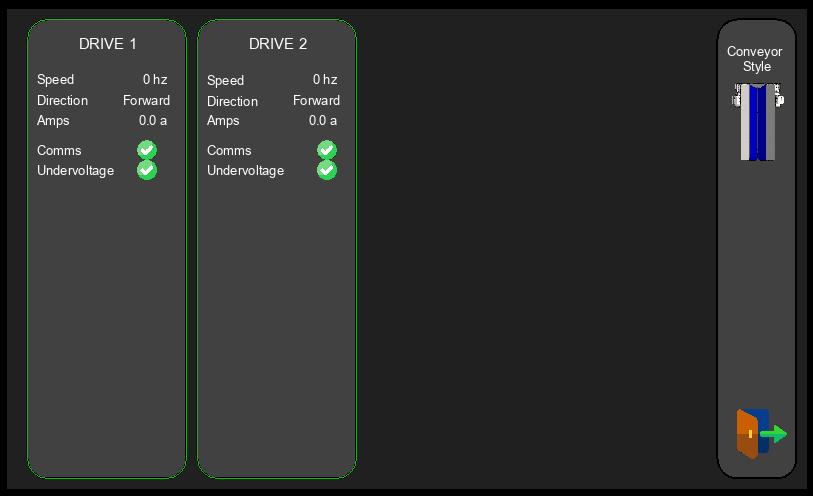 DRIVE 1
Speed 0 hz
Direction Forward
Amps 0.0 a
Comms
Undervoltage
DRIVE 2
Speed 0 hz
Direction Forward
Amps 0.0 a
Comms
Undervoltage
Conveyor
Style